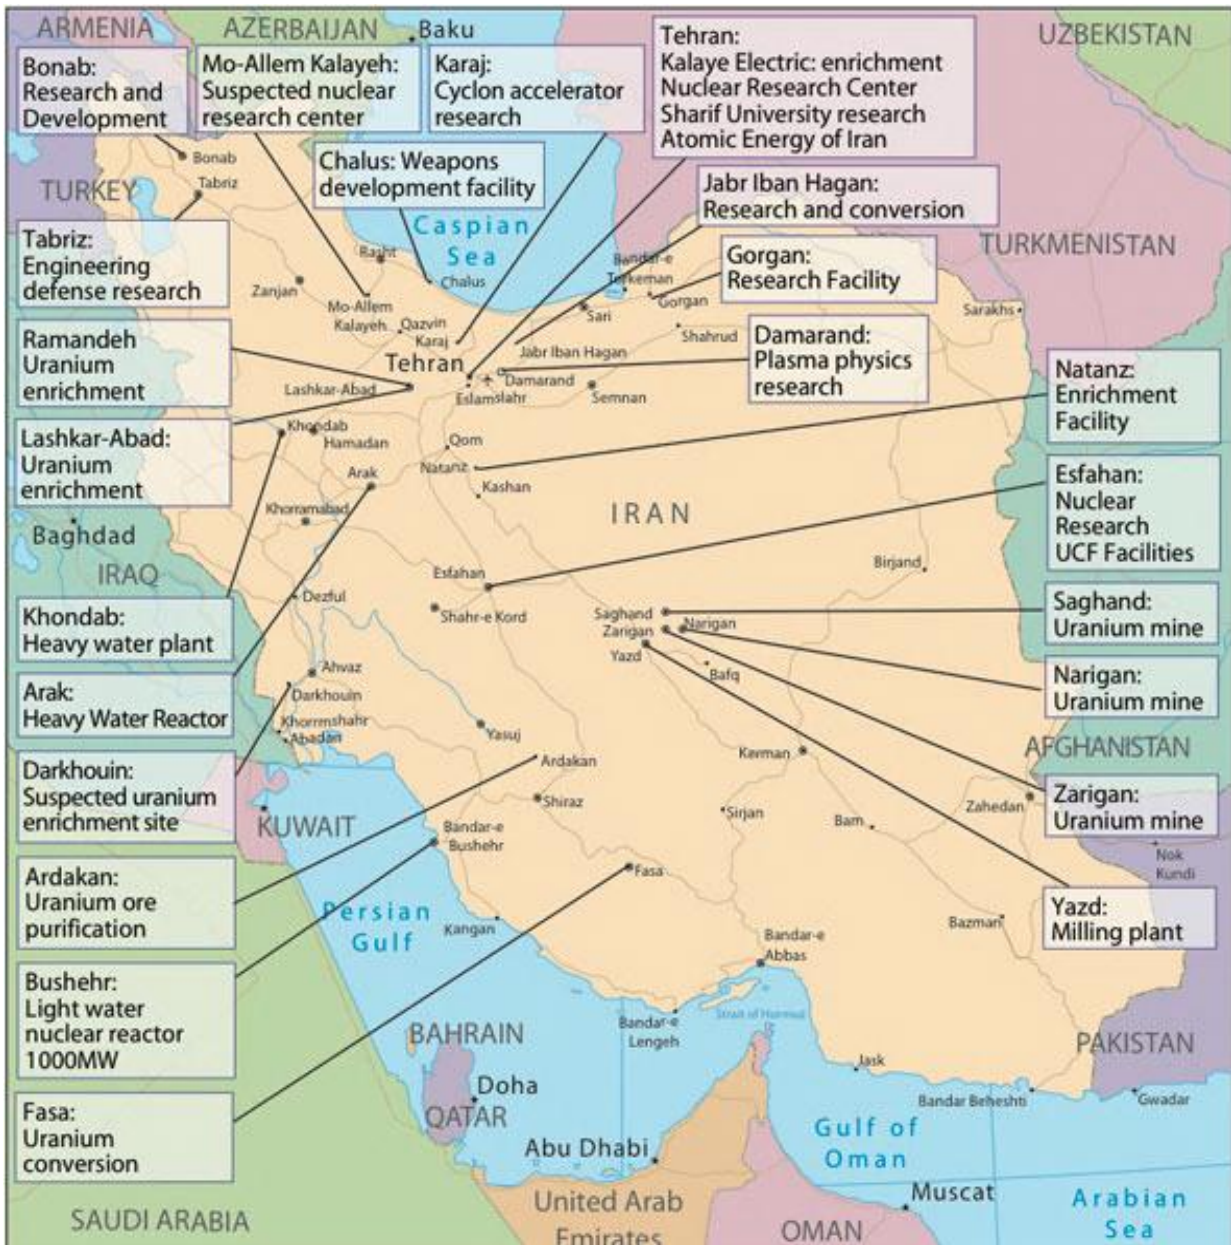 ARMENIA
AZERBAIJAN
Baku
UZBEKISTAN
Bonab:
Research and
Development
Mo-Allem Kalayeh:
Suspected nuclear
research center
Karaj:
Cyclon accelerator
research
Tehran:
Kalaye Electric: enrichment
Nuclear Research Center
Sharif University research
Atomic Energy of Iran
Chalus: Weapons
development facility
Jabr Iban Hagan:
Research and conversion
TURKEY
Bonab
Tabriz
Caspian
Sea
TURKMENISTAN
Tabriz:
Engineering
defense research
Gorgan:
Research Facility
Rasht
Zanjan
Chalus
Bandar-e
Torkeman
Gorgan
Sari
Sarakhs
Mo-Allem
Kalayeh
Qazvin
Karaj
Shahrud
Ramandeh
Uranium
enrichment
Tehran
Jabr Iban Hagan
Damarand:
Plasma physics
research
Lashkar-Abad
Eslamslahr
Damarand
Semnan
Natanz:
Enrichment
Facility
Lashkar-Abad:
Uranium
enrichment
Khondab
Hamadan
Qom
Natanz
Arak
Kashan
Esfahan:
Nuclear
Research
UCF Facilities
Khorramabad
IRAN
Baghdad
IRAQ
Esfahan
Birjand
Dezful
Shahr-e Kord
Saghand
Zarigan
Narigan
Yazd
Bafq
Saghand:
Uranium mine
Khondab:
Heavy water plant
Ahvaz
Darkhouin
Narigan:
Uranium mine
Arak:
Heavy Water Reactor
Khorrmshahr
Abadan
Yasuj
Kerman
AFGHANISTAN
Darkhouin:
Suspected uranium
enrichment site
Ardakan
Shiraz
Sirjan
Bam
Zahedan
Zarigan:
Uranium mine
KUWAIT
Bandar-e
Bushehr
Nok
Kundi
Ardakan:
Uranium ore
purification
Fasa
Persian
Gulf
Kangan
Bazman
Yazd:
Milling plant
Bandar-e
Abbas
Bushehr:
Light water
nuclear reactor
1000MW
Bandar-e
Lengeh
Strait of Hormuz
BAHRAIN
PAKISTAN
Jask
Doha
QATAR
Bandar Beheshti
Gwadar
Fasa:
Uranium
conversion
Abu Dhabi
Gulf of
Oman
Muscat
Arabian
Sea
SAUDI ARABIA
United Arab
Emirates
OMAN